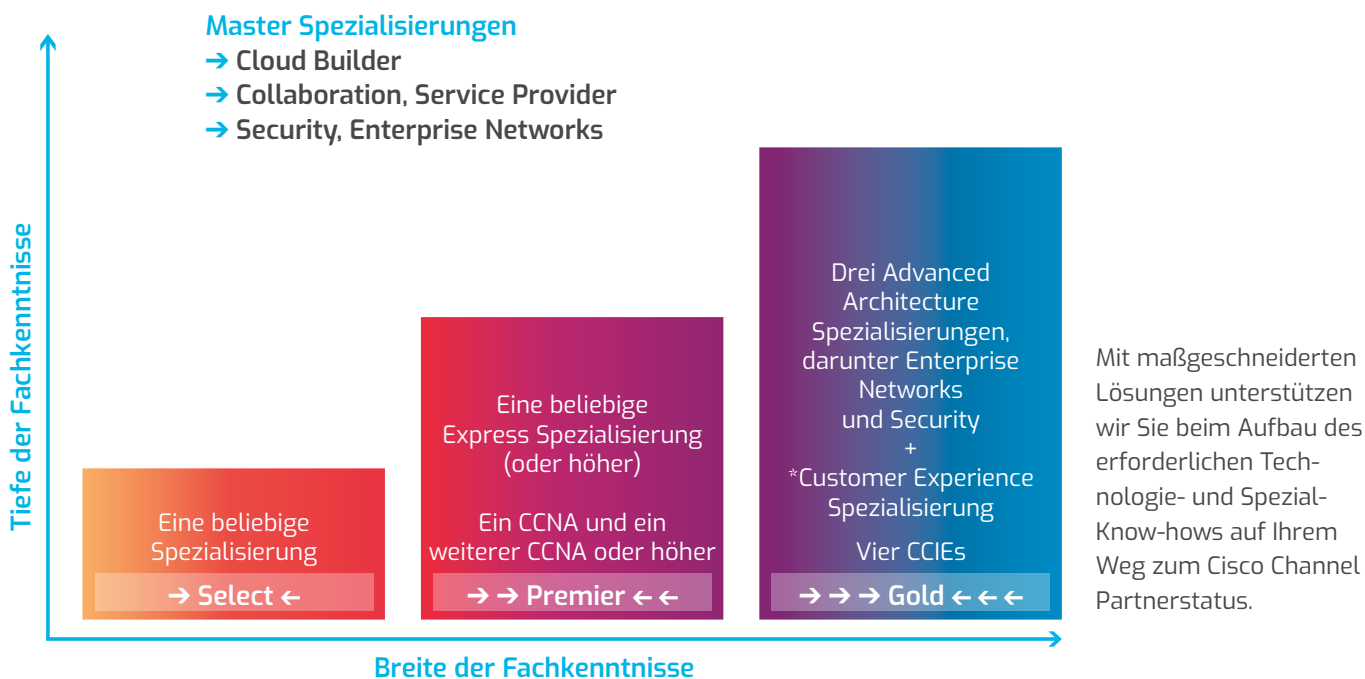 Master Spezialisierungen
→ Cloud Builder
→ Collaboration, Service Provider
→ Security, Enterprise Networks
Tiefe der Fachkenntnisse
Eine beliebige
Spezialisierung
→ Select ←
Eine beliebige
Express Spezialisierung
(oder höher)
Ein CCNA und ein
weiterer CCNA oder höher
→ → Premier ← ←
Drei Advanced
Architecture
Spezialisierungen,
darunter Enterprise
Networks
und Security
+
*Customer Experience
Spezialisierung
Vier CCIEs
→ → → Gold ← ← ←
Breite der Fachkenntnisse
Mit maßgeschneiderten
Lösungen unterstützen
wir Sie beim Aufbau des
erforderlichen Tech-
nologie- und Spezial-
Know-hows auf Ihrem
Weg zum Cisco Channel
Partnerstatus.